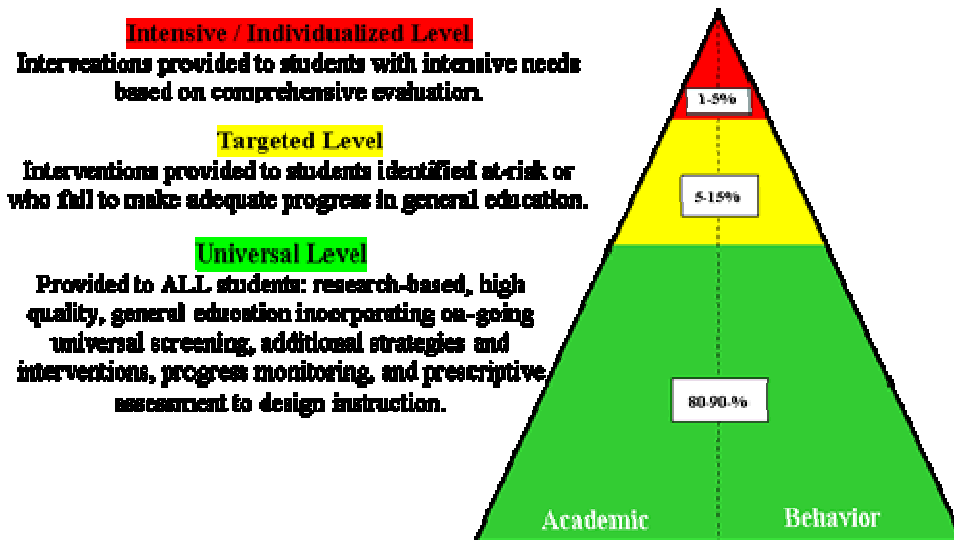 Intensive / Individualized Level
Interventions provided to students with intensive needs
based on comprehensive evaluation.
Targeted Level
Interventions provided to students identified at-risk or
who fail to make adequate progress in general education.
Universal Level
Provided to ALL students: research-based, high
quality, general education incorporating on-going
universal screening, additional strategies and
interventions, progress monitoring, and prescriptive
assessment to design instruction.
1-5%
5-15%
80-90-%
Academic
Behavior